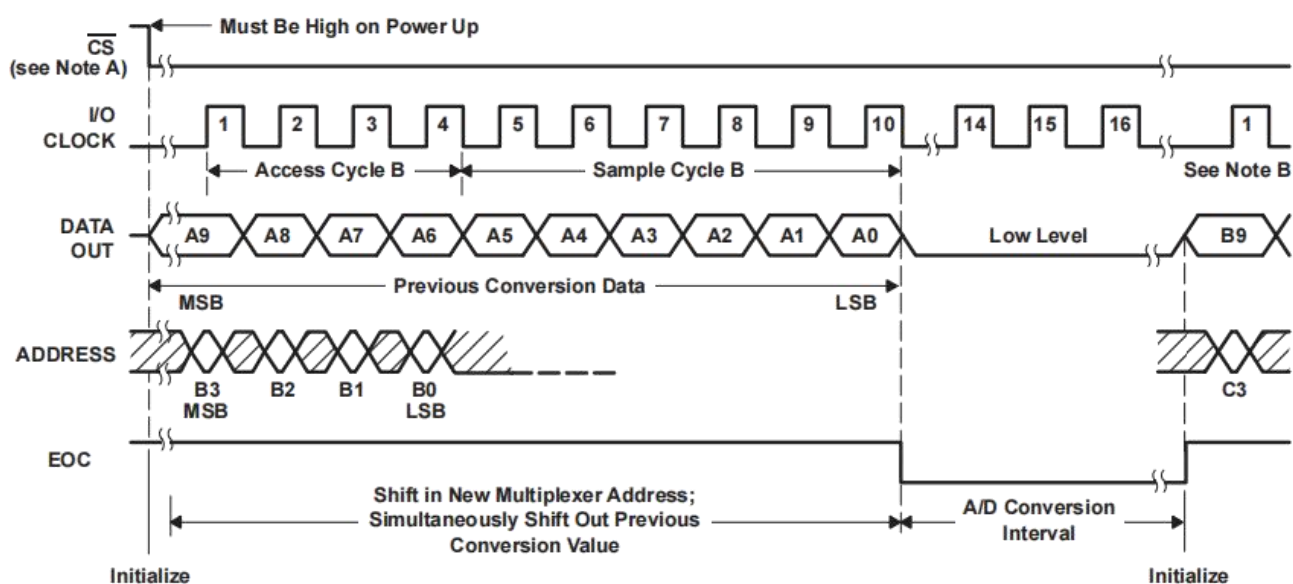 Must Be High on Power Up
CS
(see Note A)
I/O
CLOCK
1 2 3 4 5 6 7 8 9 10 14 15 16 1
Access Cycle B
Sample Cycle B
See Note B
DATA
OUT
A9 A8 A7 A6 A5 A4 A3 A2 A1 A0 Low Level B9
Previous Conversion Data
MSB LSB
ADDRESS
B3 B2 B1 B0 C3
MSB LSB
EOC
Shift in New Multiplexer Address;
Simultaneously Shift Out Previous
Conversion Value
A/D Conversion
Interval
Initialize Initialize